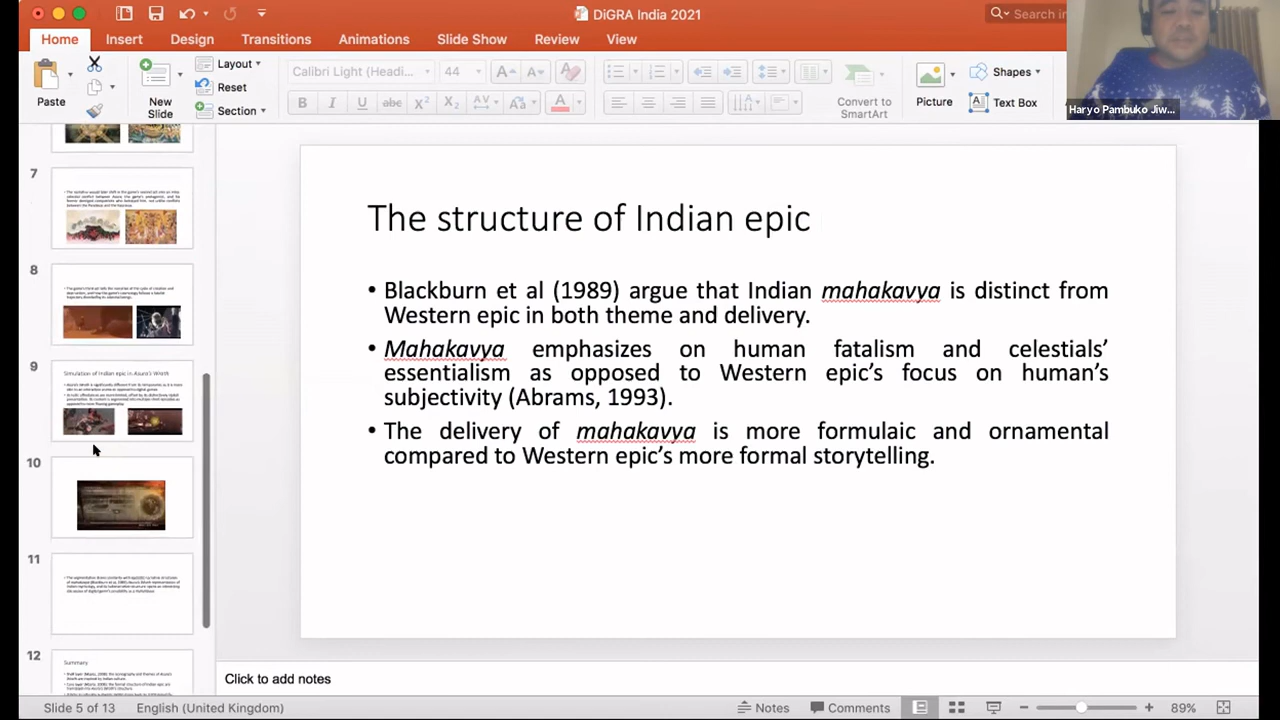 DiGRA India 2021
Search in
Home Insert Design Transitions Animations Slide Show Review View
Paste
New Slide
Layout
Reset
Section
Calibri Light (Headi...
44
Convert to SmartArt
Picture
Shapes
Text Box
Haryo Pambuko Jiw...
7
8
9
Simulation of Indian epic in Asura's Wrath
10
11
12
Summary
The structure of Indian epic
• Blackburn et al (1989) argue that Indian mahakavya is distinct from
Western epic in both theme and delivery.
• Mahakavya emphasizes on human fatalism and celestials'
essentialism as opposed to Western epic's focus on human's
subjectivity (Abrams, 1993).
• The delivery of mahakavya is more formulaic and ornamental
compared to Western epic's more formal storytelling.
Click to add notes
Slide 5 of 13 English (United Kingdom) Notes Comments 89%